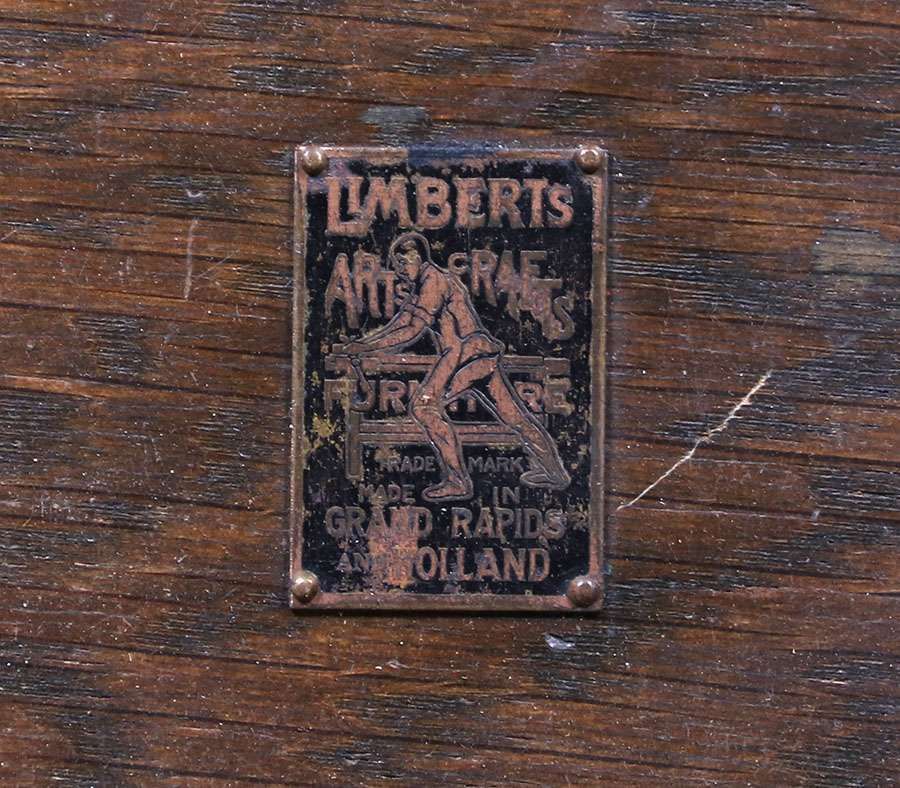 LIMBERTS
ARTS CRAFTS
FURNITURE
TRADE MARK
MADE IN
GRAND RAPIDS
AND HOLLAND